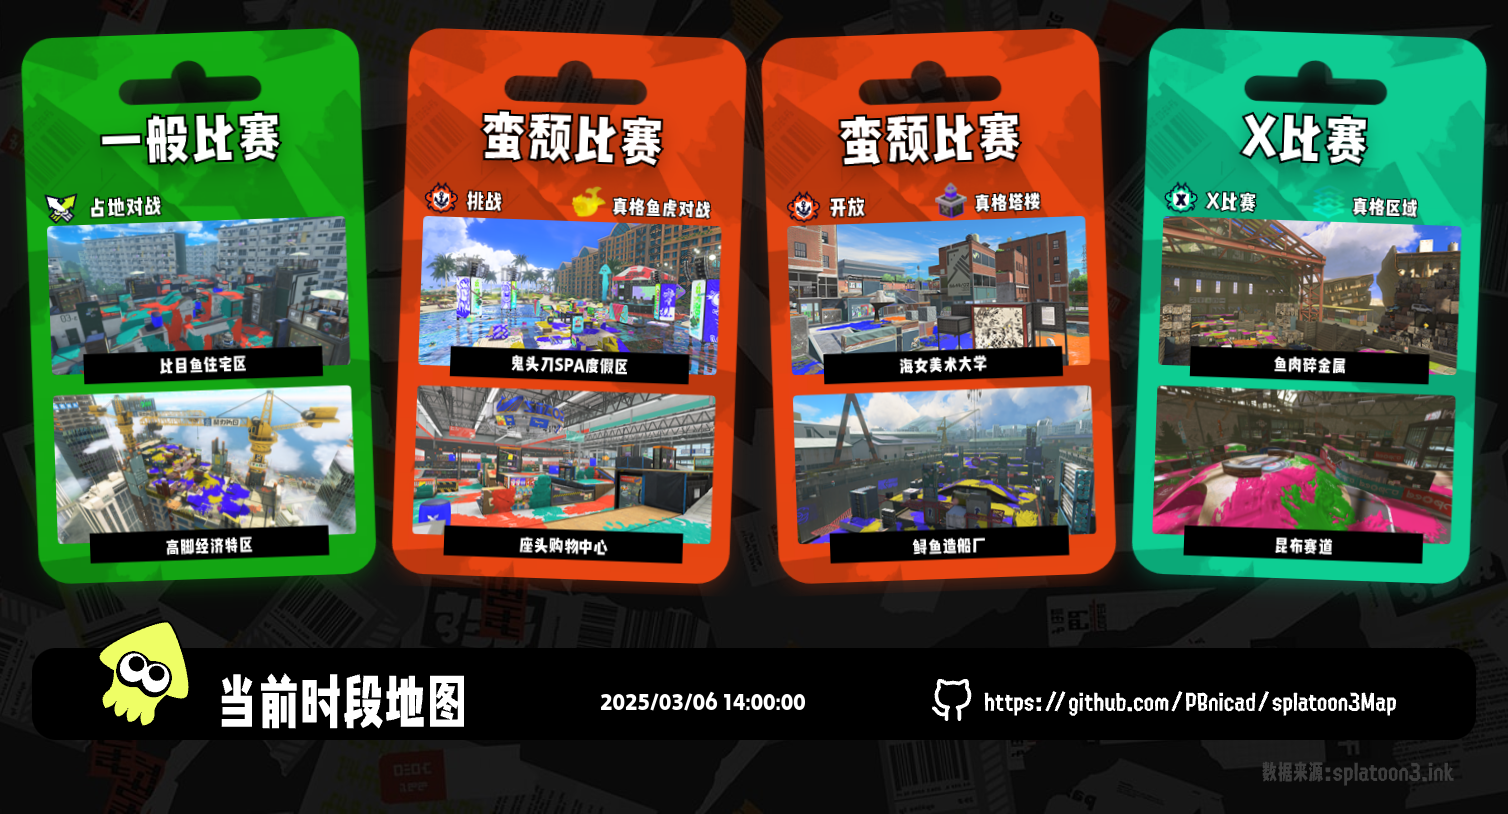 一般比赛
占地对战
比目鱼住宅区
高脚经济特区
蛮颓比赛
挑战
真格鱼虎对战
鬼头刀SPA度假区
座头购物中心
蛮颓比赛
开放
真格塔楼
海女美术大学
鲟鱼造船厂
X比赛
X比赛
真格区域
鱼肉碎金属
昆布赛道
当前时段地图
2025/03/06 14:00:00
https://github.com/PBnicad/splatoon3Map
数据来源:splatoon3.ink